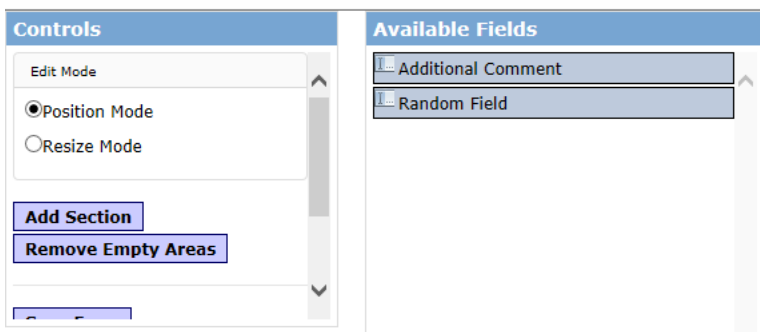 Controls
Edit Mode
Position Mode
Resize Mode
Add Section
Remove Empty Areas
Available Fields
Additional Comment
Random Field